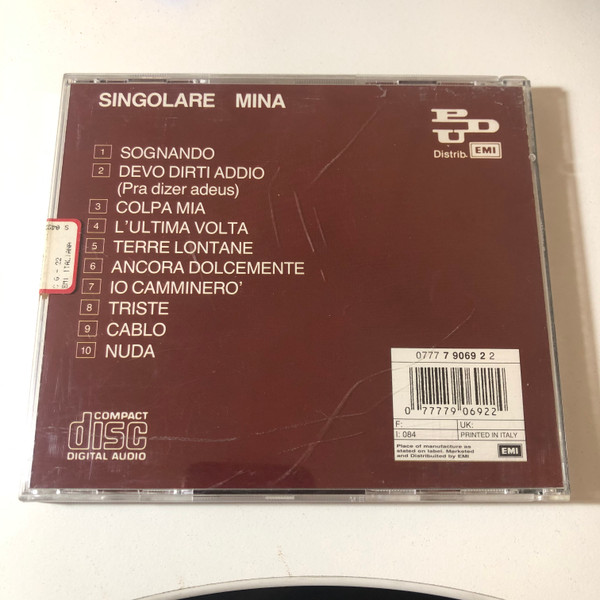 SINGOLARE MINA
PDU
Distrib. EMI
1 SOGNANDO
2 DEVO DIRTI ADDIO
(Pra dizer adeus)
3 COLPA MIA
4 L'ULTIMA VOLTA
5 TERRE LONTANE
6 ANCORA DOLCEMENTE
7 IO CAMMINERO'
8 TRISTE
9 CABLO
10 NUDA
EMI ITALIANA
0777 7 9069 2 2
0 77779 06922
F: UK:
I: 084 PRINTED IN ITALY
Place of manufacture as
stated on label. Marketed
and Distribuited by EMI
EMI
COMPACT
disc
DIGITAL AUDIO